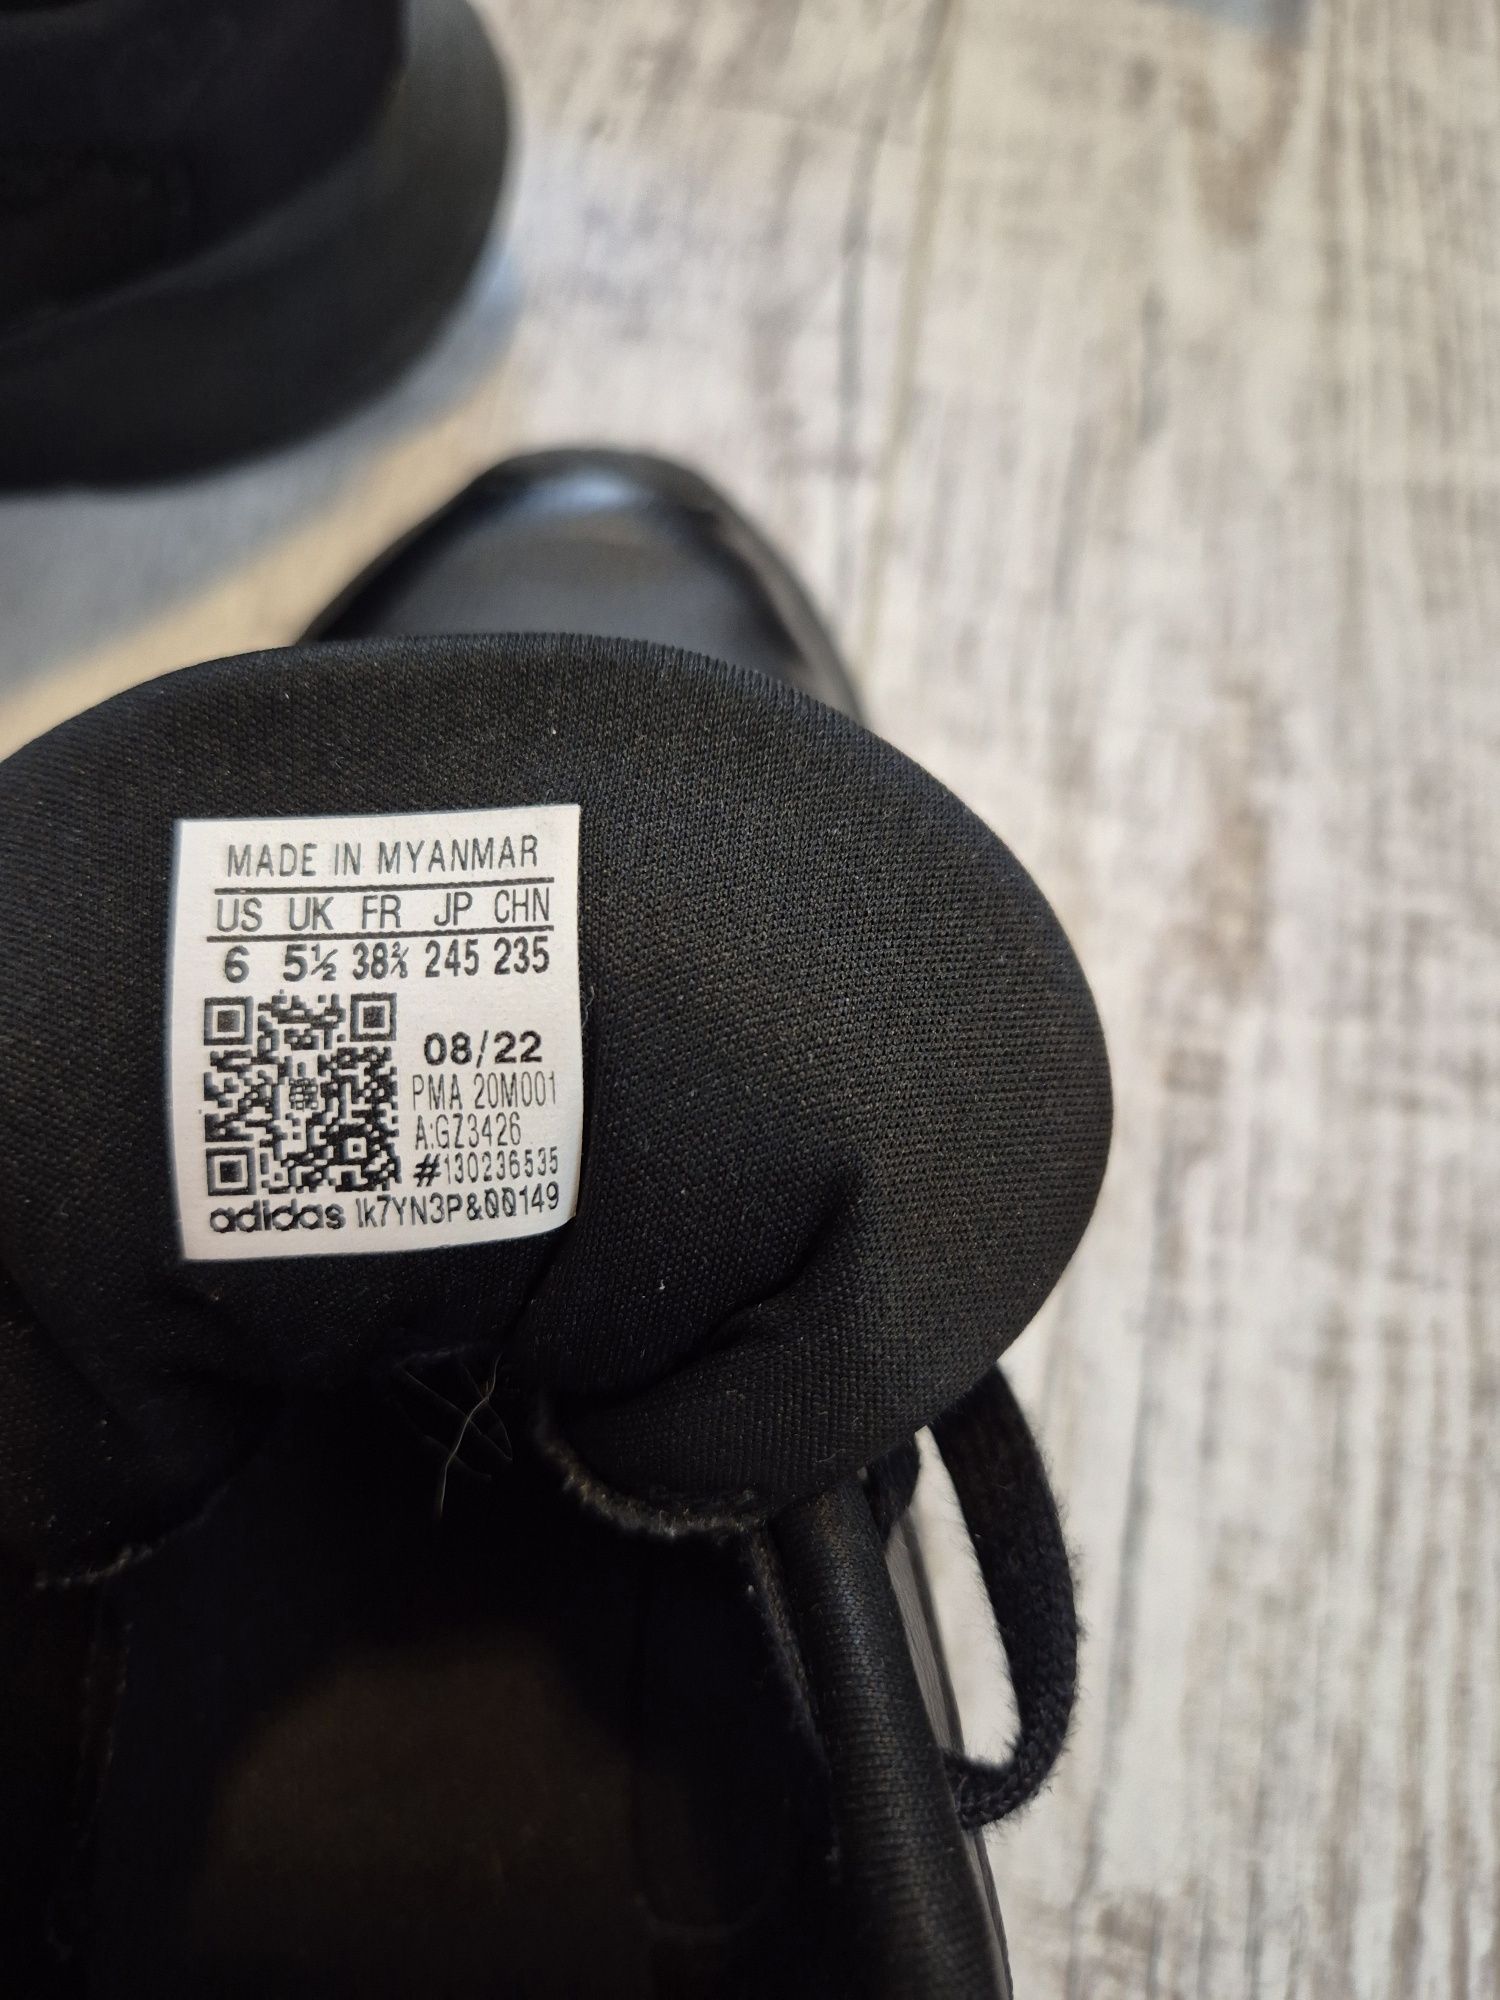 MADE IN MYANMAR
US UK FR JP CHN
6 5½ 38⅔ 245 235
08/22
PMA 20M001
A:GZ3426
#130236535
adidas 1k7YN3P&00149